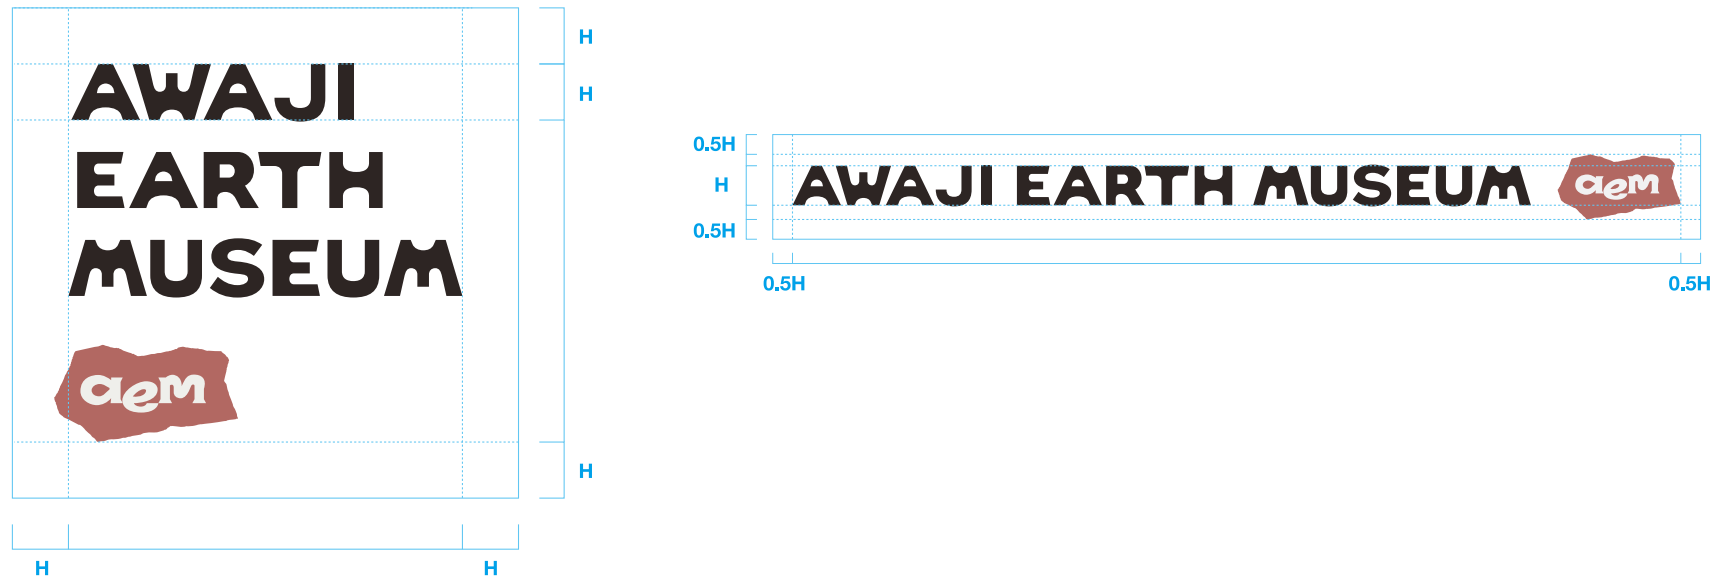 H
AWAJI
H
EARTH
MUSEUM
aem
H
H
H
0.5H
H
0.5H
AWAJI EARTH MUSEUM aem
0.5H
0.5H